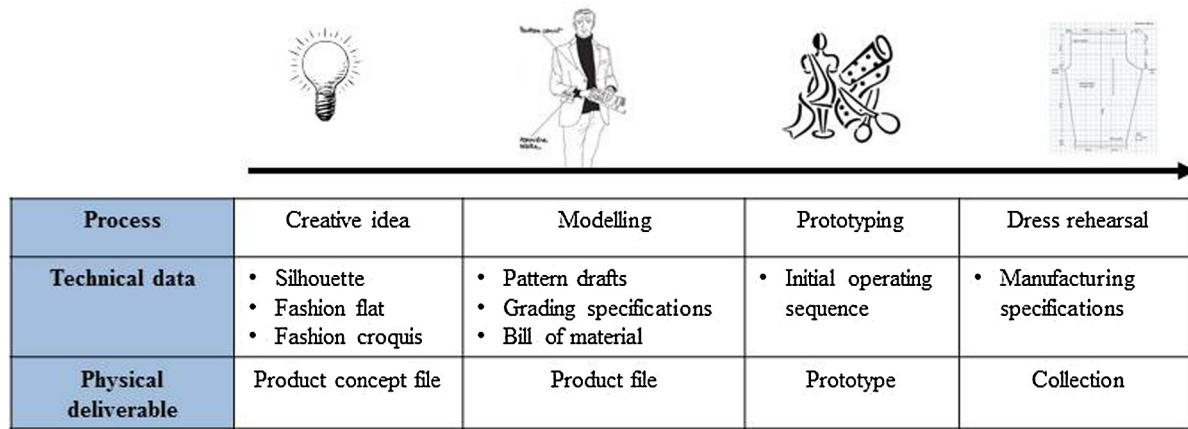 Process
Creative idea
Modelling
Prototyping
Dress rehearsal
Technical data
• Silhouette
• Fashion flat
• Fashion croquis
• Pattern drafts
• Grading specifications
• Bill of material
• Initial operating
sequence
• Manufacturing
specifications
Physical
deliverable
Product concept file
Product file
Prototype
Collection